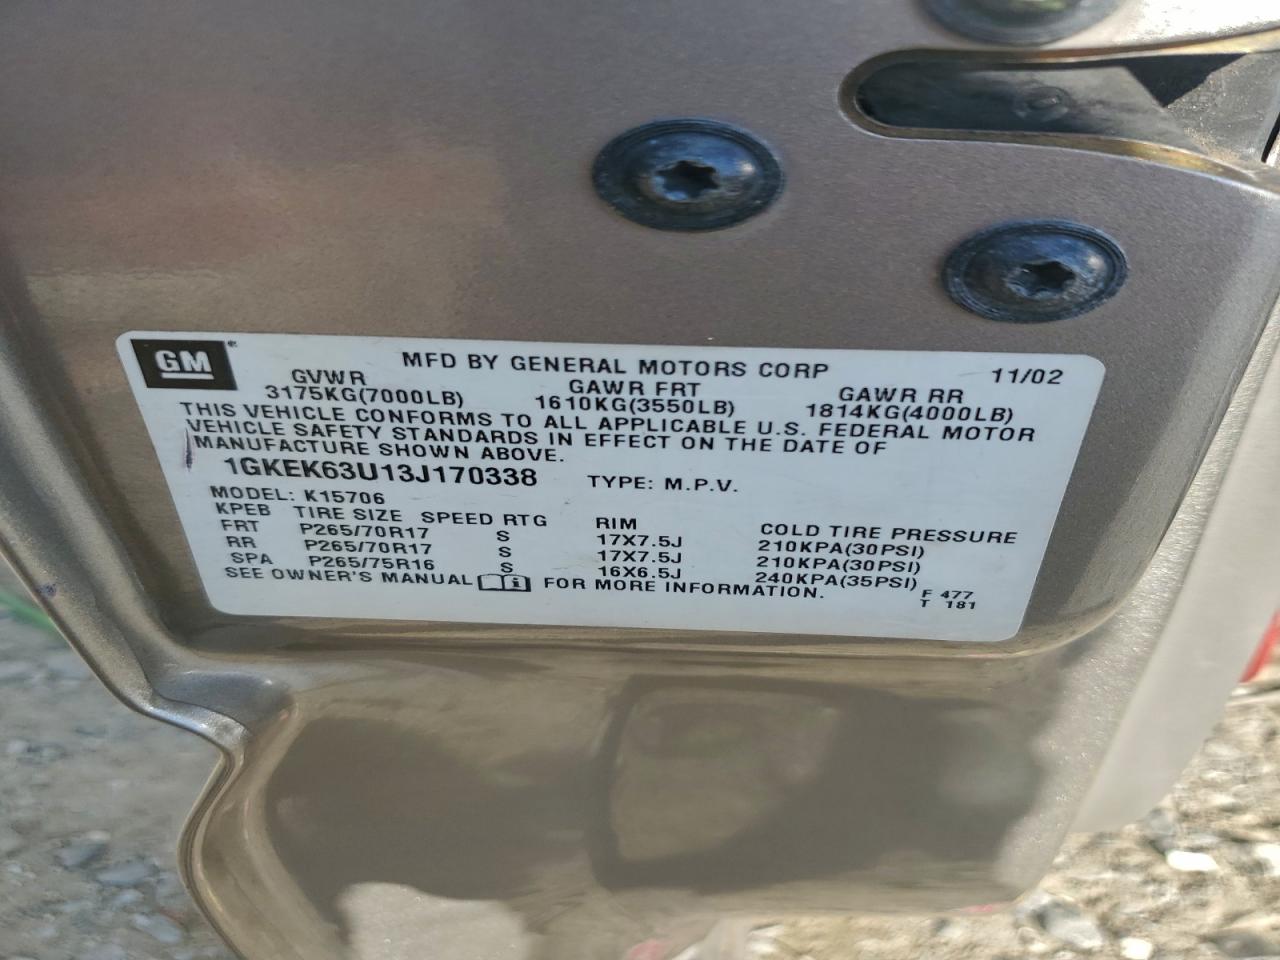 GM
MFD BY GENERAL MOTORS CORP 11/02
GVWR GAWR FRT GAWR RR
3175KG(7000LB) 1610KG(3550LB) 1814KG(4000LB)
THIS VEHICLE CONFORMS TO ALL APPLICABLE U.S. FEDERAL MOTOR
VEHICLE SAFETY STANDARDS IN EFFECT ON THE DATE OF
MANUFACTURE SHOWN ABOVE.
1GKEK63U13J170338 TYPE: M.P.V.
MODEL: K15706
KPEB TIRE SIZE SPEED RTG RIM COLD TIRE PRESSURE
FRT P265/70R17 S 17X7.5J 210KPA(30PSI)
RR P265/70R17 S 17X7.5J 210KPA(30PSI)
SPA P265/75R16 S 16X6.5J 240KPA(35PSI)
SEE OWNER'S MANUAL FOR MORE INFORMATION.
F 477
T 181